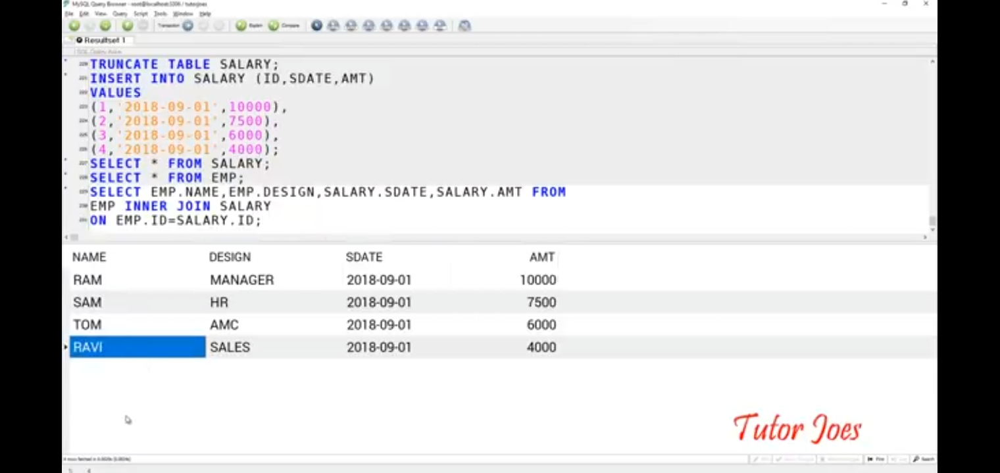 MySQL Query Browser - root@localhost:3306 / tutorjoes
File Edit View Query Script Tools Window Help
Transaction Explain Compare
Resultset 1
SQL Query Area
TRUNCATE TABLE SALARY;
INSERT INTO SALARY (ID,SDATE,AMT)
VALUES
(1,'2018-09-01',10000),
(2,'2018-09-01',7500),
(3,'2018-09-01',6000),
(4,'2018-09-01',4000);
SELECT * FROM SALARY;
SELECT * FROM EMP;
SELECT EMP.NAME,EMP.DESIGN,SALARY.SDATE,SALARY.AMT FROM
EMP INNER JOIN SALARY
ON EMP.ID=SALARY.ID;
NAME DESIGN SDATE AMT
RAM MANAGER 2018-09-01 10000
SAM HR 2018-09-01 7500
TOM AMC 2018-09-01 6000
RAVI SALES 2018-09-01 4000
Tutor Joes
Search